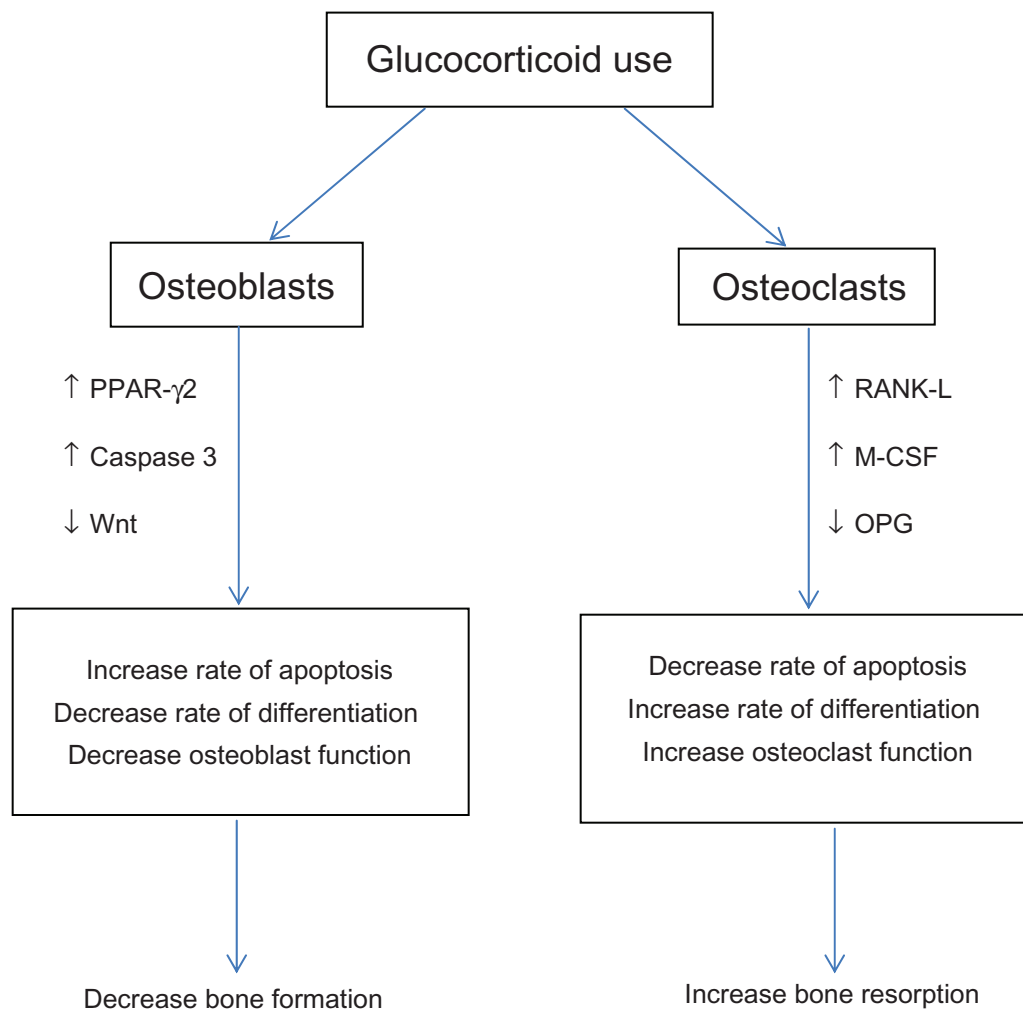 Glucocorticoid use
Osteoblasts
Osteoclasts
↑ PPAR-γ2
↑ Caspase 3
↓ Wnt
↑ RANK-L
↑ M-CSF
↓ OPG
Increase rate of apoptosis
Decrease rate of differentiation
Decrease osteoblast function
Decrease rate of apoptosis
Increase rate of differentiation
Increase osteoclast function
Decrease bone formation
Increase bone resorption